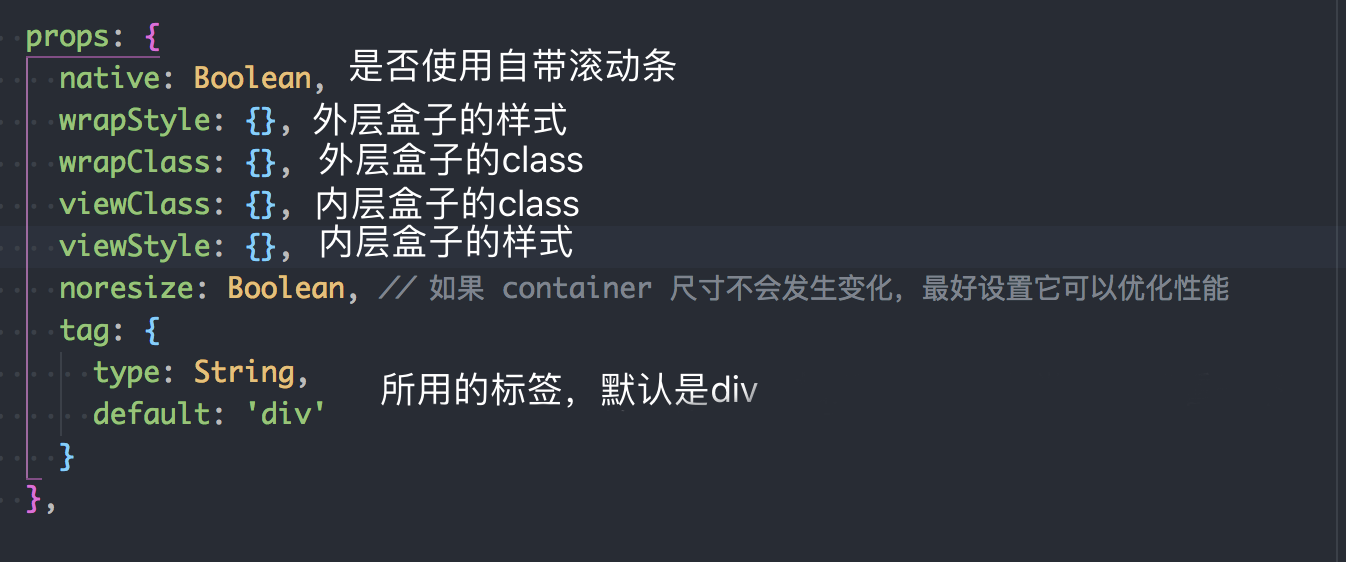 props: {
native: Boolean, 是否使用自带滚动条
wrapStyle: {}, 外层盒子的样式
wrapClass: {}, 外层盒子的class
viewClass: {}, 内层盒子的class
viewStyle: {}, 内层盒子的样式
noresize: Boolean, // 如果 container 尺寸不会发生变化，最好设置它可以优化性能
tag: {
type: String,
所用的标签，默认是div
default: 'div'
}
},